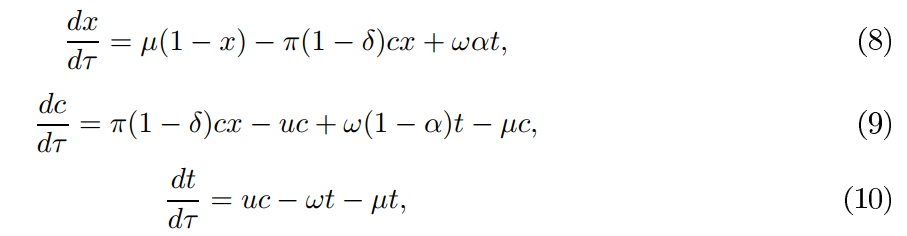 dx/dτ = μ(1 − x) − π(1 − δ)cx + ωαt, (8)
dc/dτ = π(1 − δ)cx − uc + ω(1 − α)t − μc, (9)
dt/dτ = uc − ωt − μt, (10)